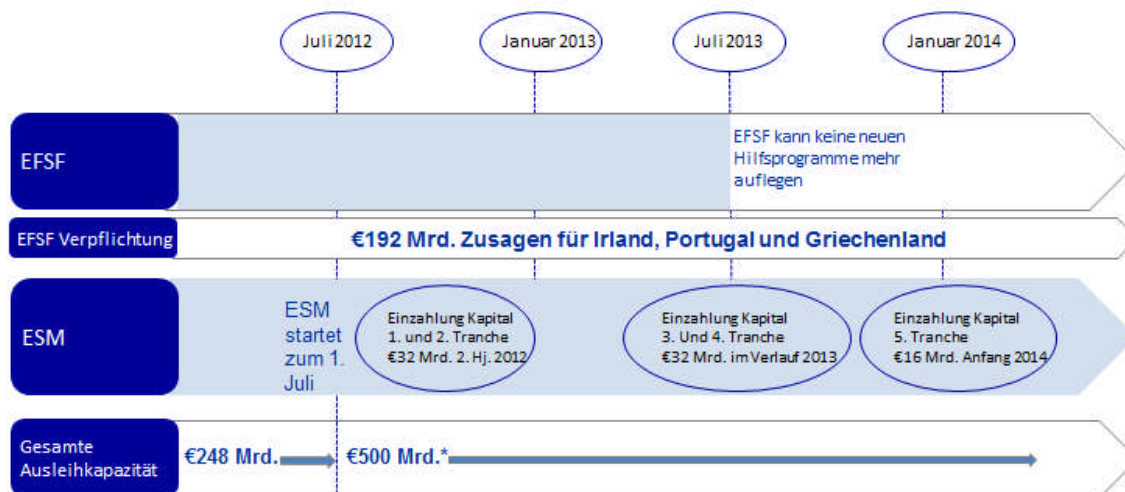 Juli 2012
Januar 2013
Juli 2013
Januar 2014
EFSF
EFSF kann keine neuen
Hilfsprogramme mehr
auflegen
EFSF Verpflichtung
€192 Mrd. Zusagen für Irland, Portugal und Griechenland
ESM
ESM
startet
zum 1.
Juli
Einzahlung Kapital
1. und 2. Tranche
€32 Mrd. 2. Hj. 2012
Einzahlung Kapital
3. Und 4. Tranche
€32 Mrd. im Verlauf 2013
Einzahlung Kapital
5. Tranche
€16 Mrd. Anfang 2014
Gesamte
Ausleihkapazität
€248 Mrd.
€500 Mrd.*